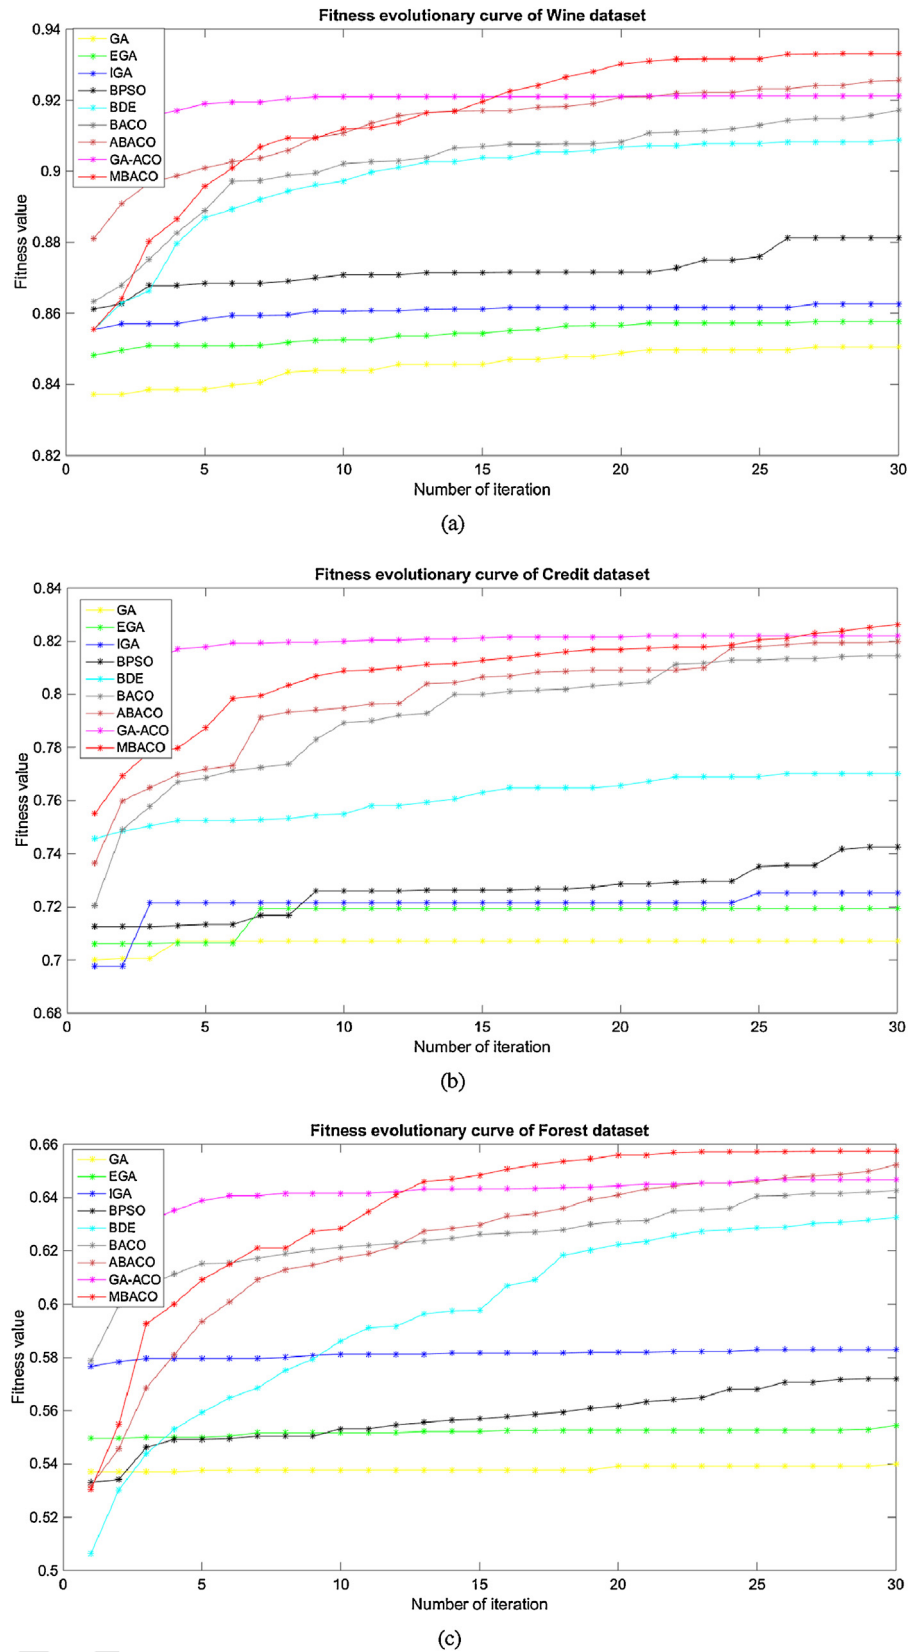 Fitness evolutionary curve of Wine dataset
0.94
0.92
0.9
0.88
0.86
0.84
0.82
Fitness value
GA
EGA
IGA
BPSO
BDE
BACO
ABACO
GA-ACO
MBACO
0 5 10 15 20 25 30
Number of iteration
(a)
Fitness evolutionary curve of Credit dataset
0.84
0.82
0.8
0.78
0.76
0.74
0.72
0.7
0.68
Fitness value
GA
EGA
IGA
BPSO
BDE
BACO
ABACO
GA-ACO
MBACO
0 5 10 15 20 25 30
Number of iteration
(b)
Fitness evolutionary curve of Forest dataset
0.66
0.64
0.62
0.6
0.58
0.56
0.54
0.52
0.5
Fitness value
GA
EGA
IGA
BPSO
BDE
BACO
ABACO
GA-ACO
MBACO
0 5 10 15 20 25 30
Number of iteration
(c)